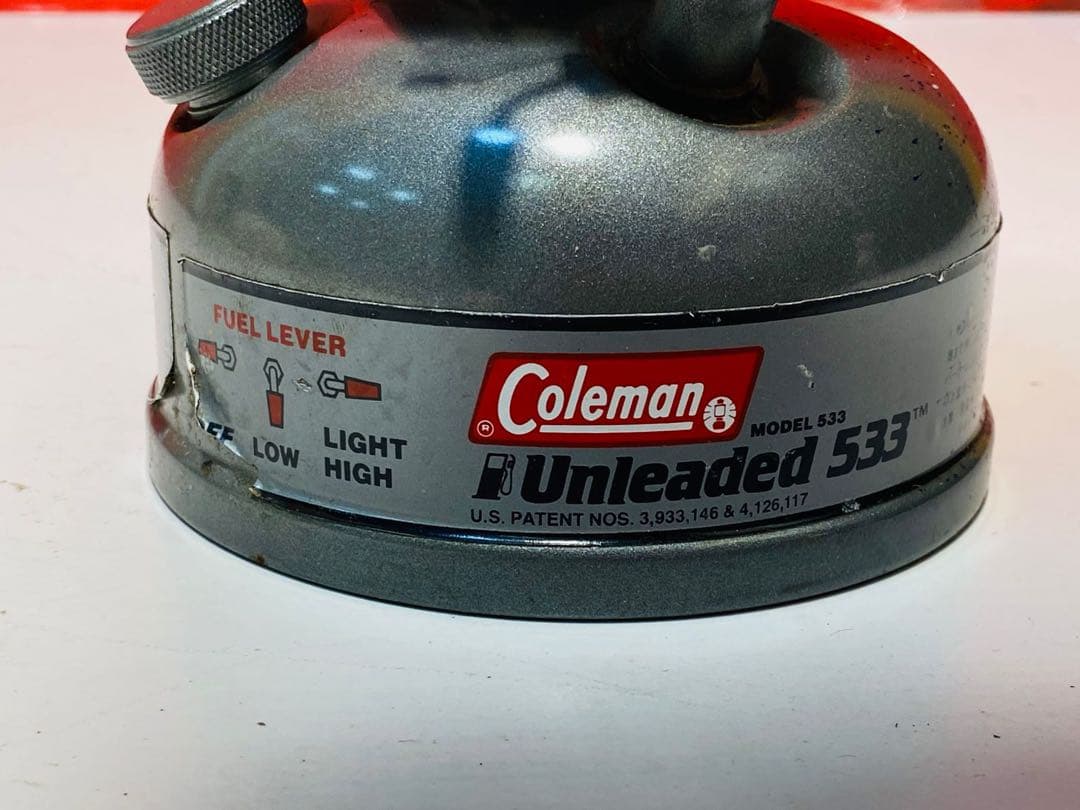 FUEL LEVER
LOW
LIGHT
HIGH
Coleman ®
MODEL 533
Unleaded 533™
U.S. PATENT NOS. 3,933,146 & 4,126,117